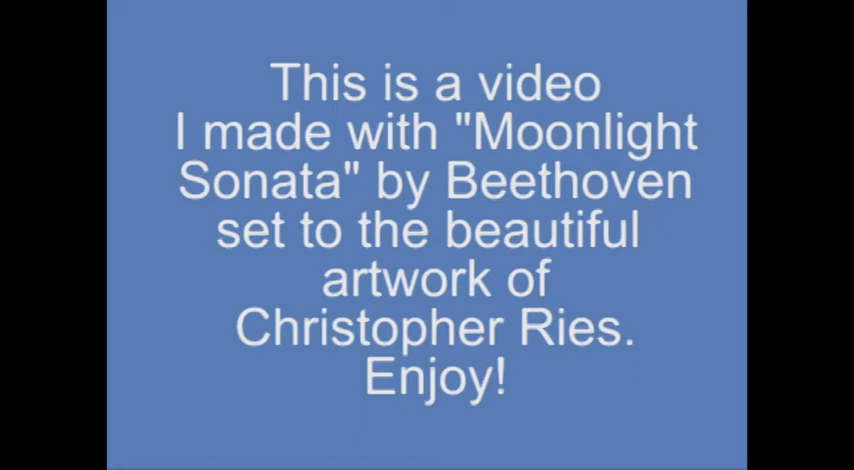 This is a video
I made with "Moonlight
Sonata" by Beethoven
set to the beautiful
artwork of
Christopher Ries.
Enjoy!